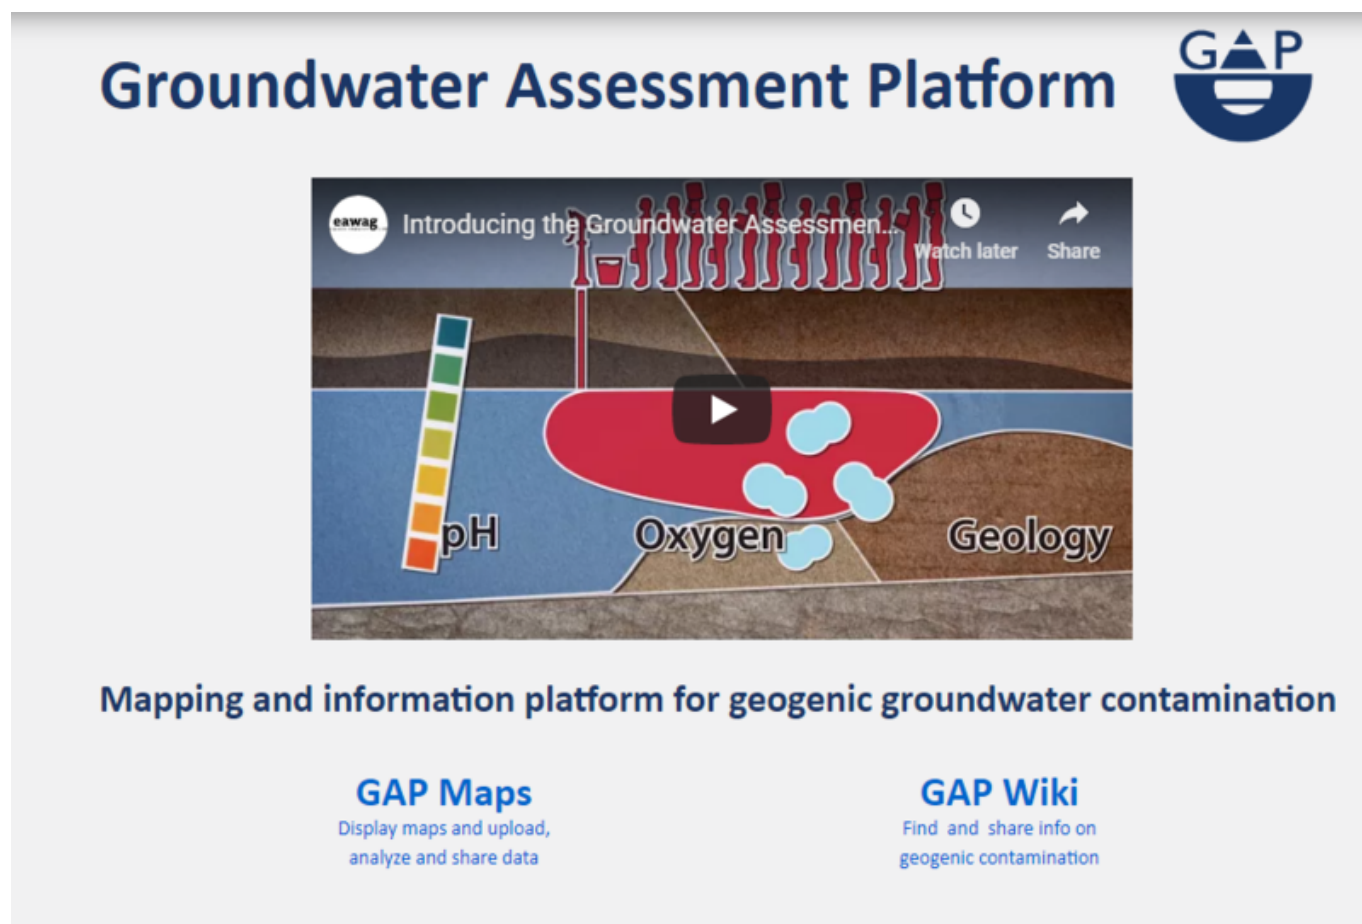 Groundwater Assessment Platform
GAP
eawag
Introducing the Groundwater Assessmen...
Watch later
Share
pH
Oxygen
Geology
Mapping and information platform for geogenic groundwater contamination
GAP Maps
Display maps and upload,
analyze and share data
GAP Wiki
Find and share info on
geogenic contamination